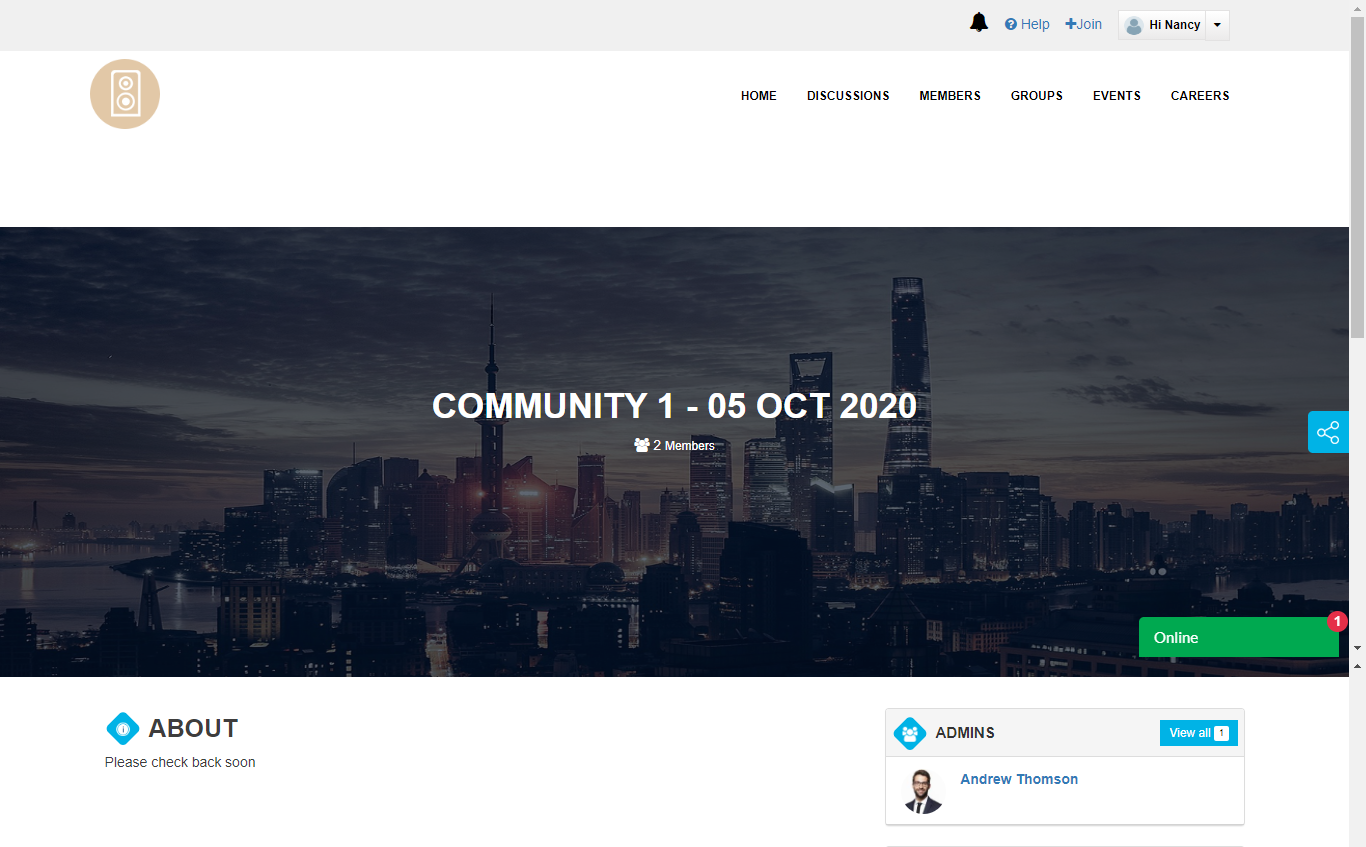 Help Join Hi Nancy
HOME DISCUSSIONS MEMBERS GROUPS EVENTS CAREERS
COMMUNITY 1 - 05 OCT 2020
2 Members
1
Online
ABOUT
Please check back soon
ADMINS View all 1
Andrew Thomson